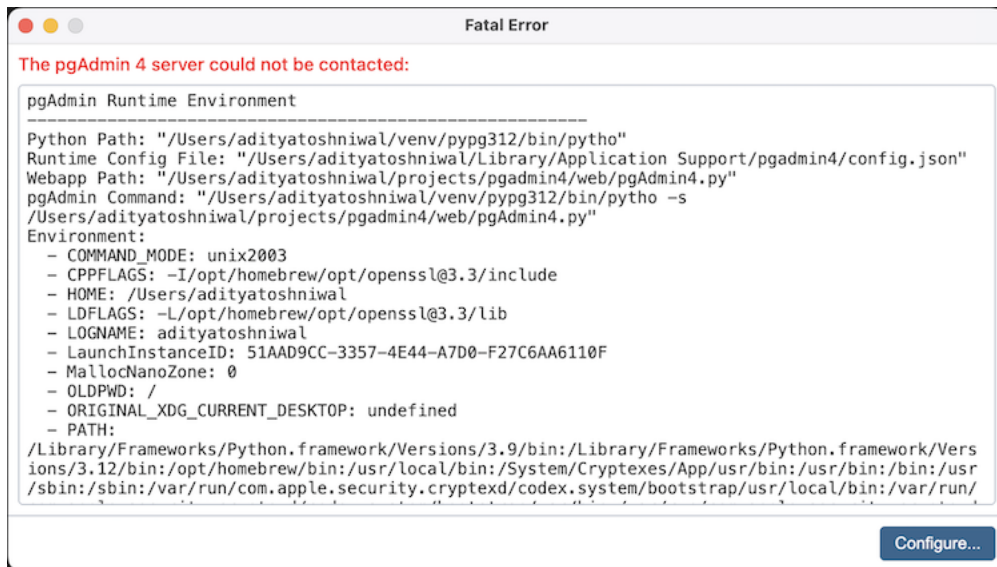 Fatal Error
The pgAdmin 4 server could not be contacted:
pgAdmin Runtime Environment
--------------------------------------------------------
Python Path: "/Users/adityatoshniwal/venv/pypg312/bin/pytho"
Runtime Config File: "/Users/adityatoshniwal/Library/Application Support/pgadmin4/config.json"
Webapp Path: "/Users/adityatoshniwal/projects/pgadmin4/web/pgAdmin4.py"
pgAdmin Command: "/Users/adityatoshniwal/venv/pypg312/bin/pytho -s
/Users/adityatoshniwal/projects/pgadmin4/web/pgAdmin4.py"
Environment:
- COMMAND_MODE: unix2003
- CPPFLAGS: -I/opt/homebrew/opt/openssl@3.3/include
- HOME: /Users/adityatoshniwal
- LDFLAGS: -L/opt/homebrew/opt/openssl@3.3/lib
- LOGNAME: adityatoshniwal
- LaunchInstanceID: 51AAD9CC-3357-4E44-A7D0-F27C6AA6110F
- MallocNanoZone: 0
- OLDPWD: /
- ORIGINAL_XDG_CURRENT_DESKTOP: undefined
- PATH:
/Library/Frameworks/Python.framework/Versions/3.9/bin:/Library/Frameworks/Python.framework/Vers
ions/3.12/bin:/opt/homebrew/bin:/usr/local/bin:/System/Cryptexes/App/usr/bin:/usr/bin:/bin:/usr
/sbin:/sbin:/var/run/com.apple.security.cryptexd/codex.system/bootstrap/usr/local/bin:/var/run/
Configure...